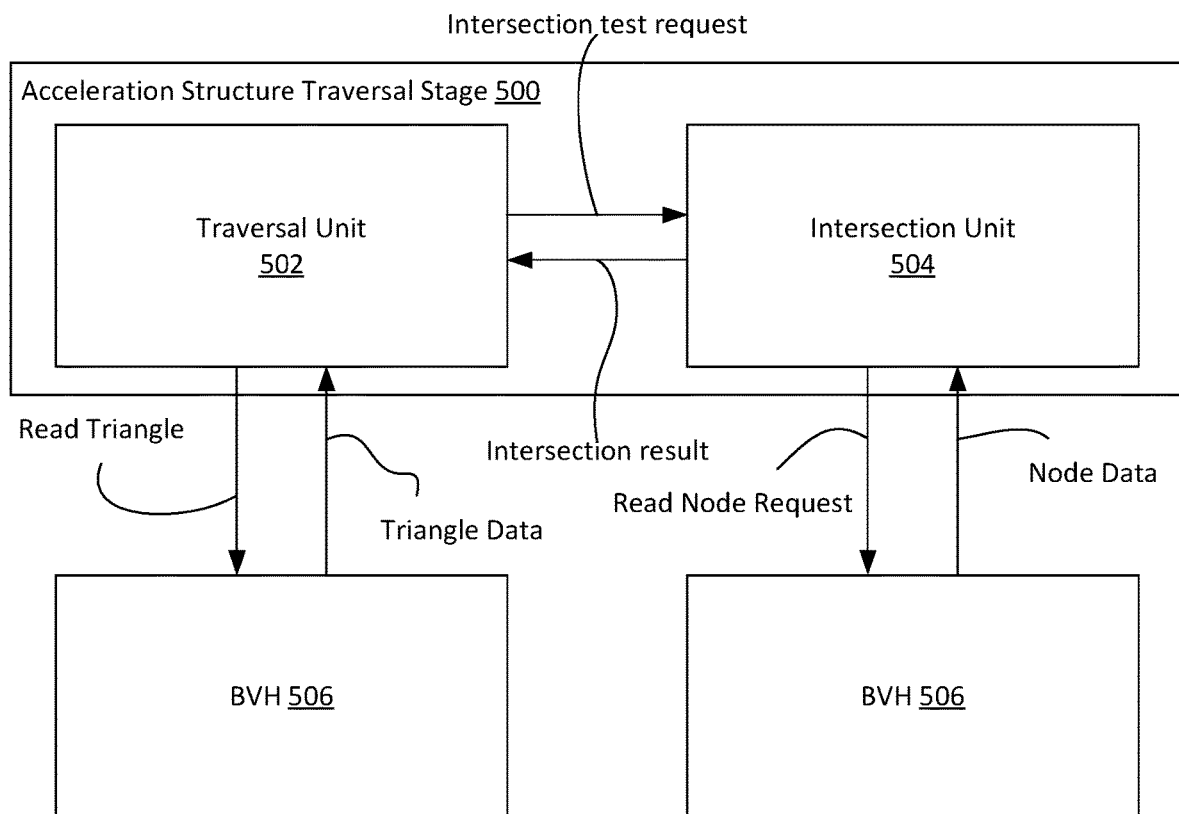 Intersection test request
Acceleration Structure Traversal Stage 500
Traversal Unit
502
Intersection Unit
504
Read Triangle
Intersection result
Triangle Data
Read Node Request
Node Data
BVH 506
BVH 506